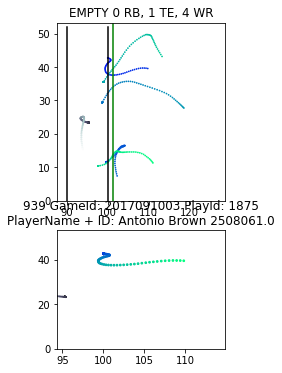 EMPTY 0 RB, 1 TE, 4 WR
50
40
30
20
10
0
90 100 110 120
939 GameId: 2017091003 PlayId: 1875
PlayerName + ID: Antonio Brown 2508061.0
40
20
0
95 100 105 110